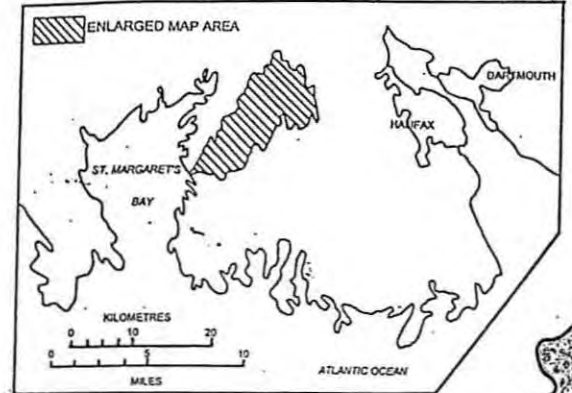 ENLARGED MAP AREA
DARTMOUTH
HALIFAX
ST. MARGARET'S
BAY
KILOMETRES
0 10 20
0 5 10
MILES
ATLANTIC OCEAN